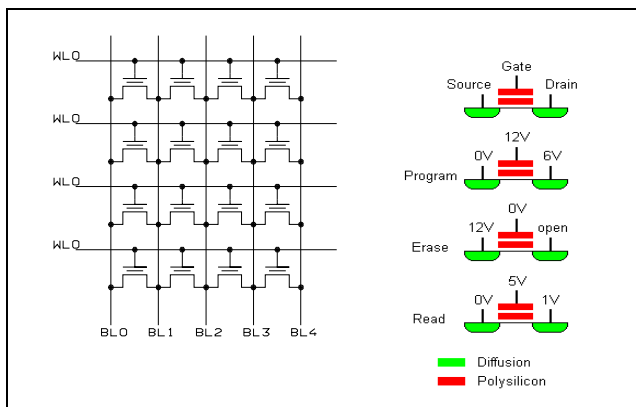 WL0
WL0
WL0
WL0
BL0 BL1 BL2 BL3 BL4
Gate
Source Drain
12V
Program 0V 6V
0V
Erase 12V open
5V
Read 0V 1V
Diffusion
Polysilicon